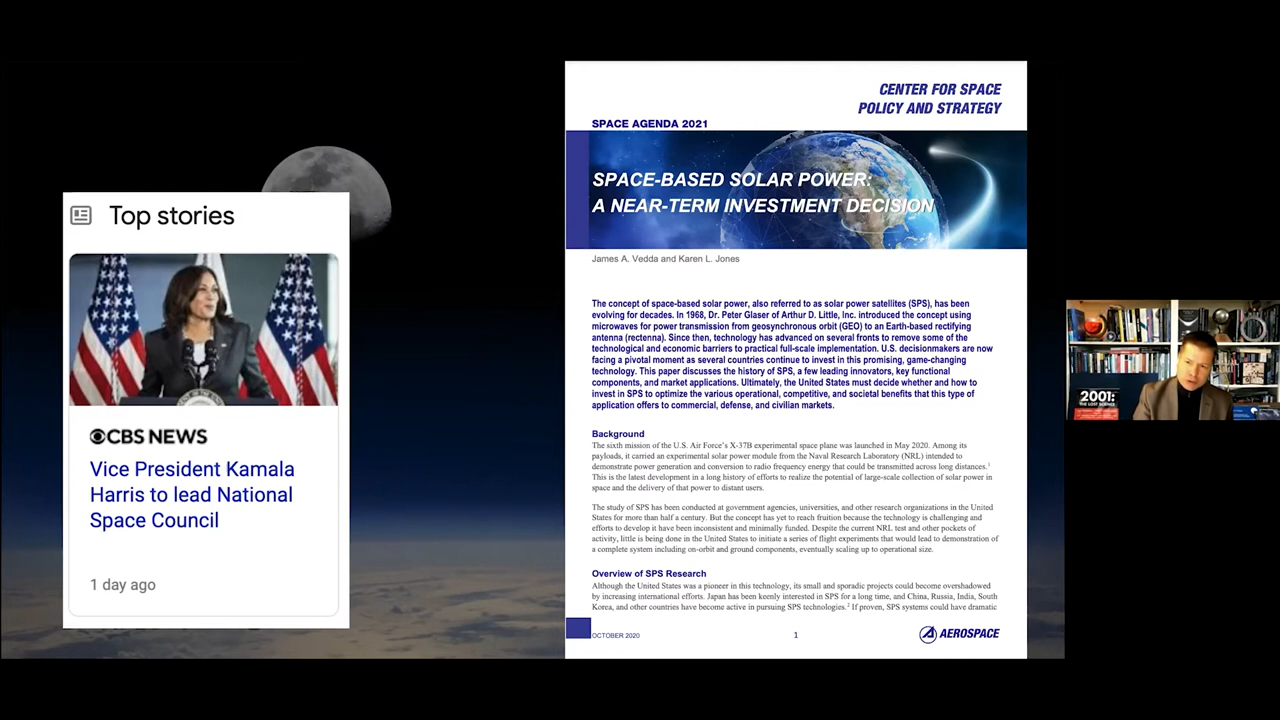 Top stories
CBS NEWS
Vice President Kamala
Harris to lead National
Space Council
1 day ago
CENTER FOR SPACE
POLICY AND STRATEGY
SPACE AGENDA 2021
SPACE-BASED SOLAR POWER:
A NEAR-TERM INVESTMENT DECISION
James A. Vedda and Karen L. Jones
The concept of space-based solar power, also referred to as solar power satellites (SPS), has been
evolving for decades. In 1968, Dr. Peter Glaser of Arthur D. Little, Inc. introduced the concept using
microwaves for power transmission from geosynchronous orbit (GEO) to an Earth-based rectifying
antenna (rectenna). Since then, technology has advanced on several fronts to remove some of the
technological and economic barriers to practical full-scale implementation. U.S. decisionmakers are now
facing a pivotal moment as several countries continue to invest in this promising, game-changing
technology. This paper discusses the history of SPS, a few leading innovators, key functional
components, and market applications. Ultimately, the United States must decide whether and how to
invest in SPS to optimize the various operational, competitive, and societal benefits that this type of
application offers to commercial, defense, and civilian markets.
Background
The sixth mission of the U.S. Air Force's X-37B experimental space plane was launched in May 2020. Among its
payloads, it carried an experimental solar power module from the Naval Research Laboratory (NRL) intended to
demonstrate power generation and conversion to radio frequency energy that could be transmitted across long distances.1
This is the latest development in a long history of efforts to realize the potential of large-scale collection of solar power in
space and the delivery of that power to distant users.
The study of SPS has been conducted at government agencies, universities, and other research organizations in the United
States for more than half a century. But the concept has yet to reach fruition because the technology is challenging and
efforts to develop it have been inconsistent and minimally funded. Despite the current NRL test and other pockets of
activity, little is being done in the United States to initiate a series of flight experiments that would lead to demonstration of
a complete system including on-orbit and ground components, eventually scaling up to operational size.
Overview of SPS Research
Although the United States was a pioneer in this technology, its small and sporadic projects could become overshadowed
by increasing international efforts. Japan has been keenly interested in SPS for a long time, and China, Russia, India, South
Korea, and other countries have become active in pursuing SPS technologies.2 If proven, SPS systems could have dramatic
OCTOBER 2020
1
AEROSPACE
2001:
THE LOST SCIENCE